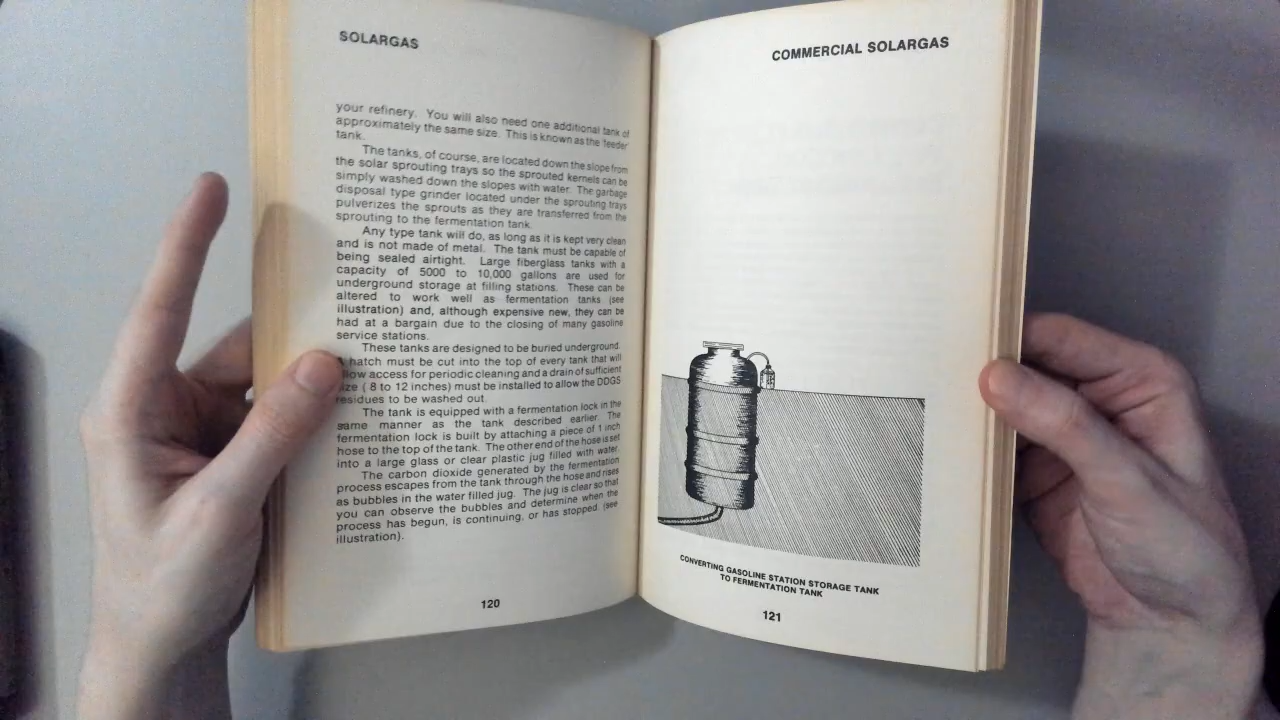 SOLARGAS
your refinery. You will also need one additional tank of
approximately the same size. This is known as the feeder
tank.
The tanks, of course, are located down the slope from
the solar sprouting trays so the sprouted kernels can be
simply washed down the slopes with water. The garbage
disposal type grinder located under the sprouting trays
pulverizes the sprouts as they are transferred from the
sprouting to the fermentation tank.
Any type tank will do, as long as it is kept very clean
and is not made of metal. The tank must be capable of
being sealed airtight. Large fiberglass tanks with a
capacity of 5000 to 10,000 gallons are used for
underground storage at filling stations. These can be
altered to work well as fermentation tanks (see
illustration) and, although expensive new, they can be
had at a bargain due to the closing of many gasoline
service stations.
These tanks are designed to be buried underground.
hatch must be cut into the top of every tank that will
llow access for periodic cleaning and a drain of sufficient
ize ( 8 to 12 inches) must be installed to allow the DDGS
residues to be washed out.
The tank is equipped with a fermentation lock in the
same manner as the tank described earlier. The
fermentation lock is built by attaching a piece of 1 inch
hose to the top of the tank. The other end of the hose is set
into a large glass or clear plastic jug filled with water.
The carbon dioxide generated by the fermentation
process escapes from the tank through the hose and rises
as bubbles in the water filled jug. The jug is clear so that
you can observe the bubbles and determine when the
process has begun, is continuing, or has stopped. (see
illustration).
120
COMMERCIAL SOLARGAS
CONVERTING GASOLINE STATION STORAGE TANK
TO FERMENTATION TANK
121